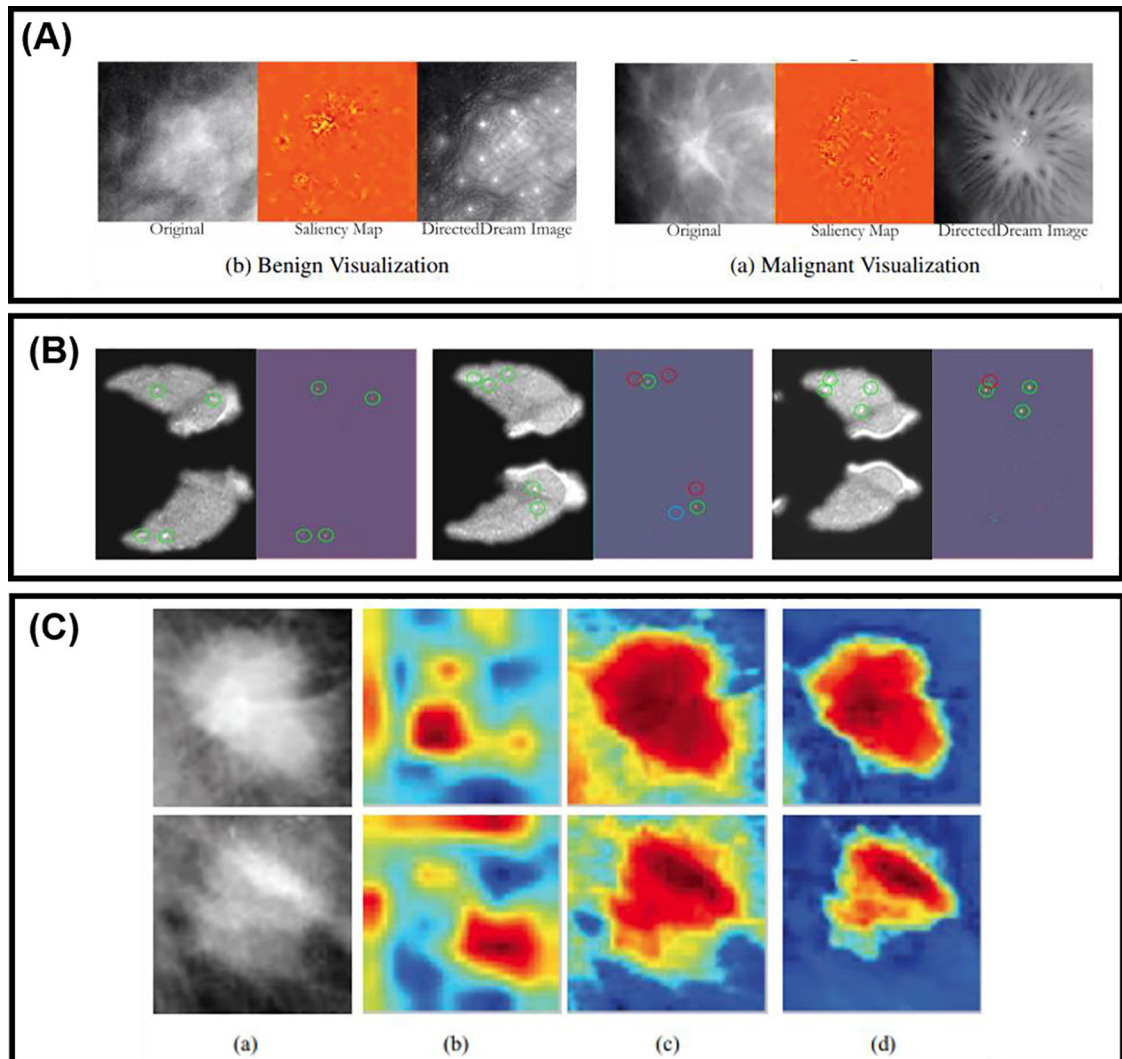 (A)
Original Saliency Map DirectedDream Image Original Saliency Map DirectedDream Image
(b) Benign Visualization (a) Malignant Visualization
(B)
(C)
(a) (b) (c) (d)